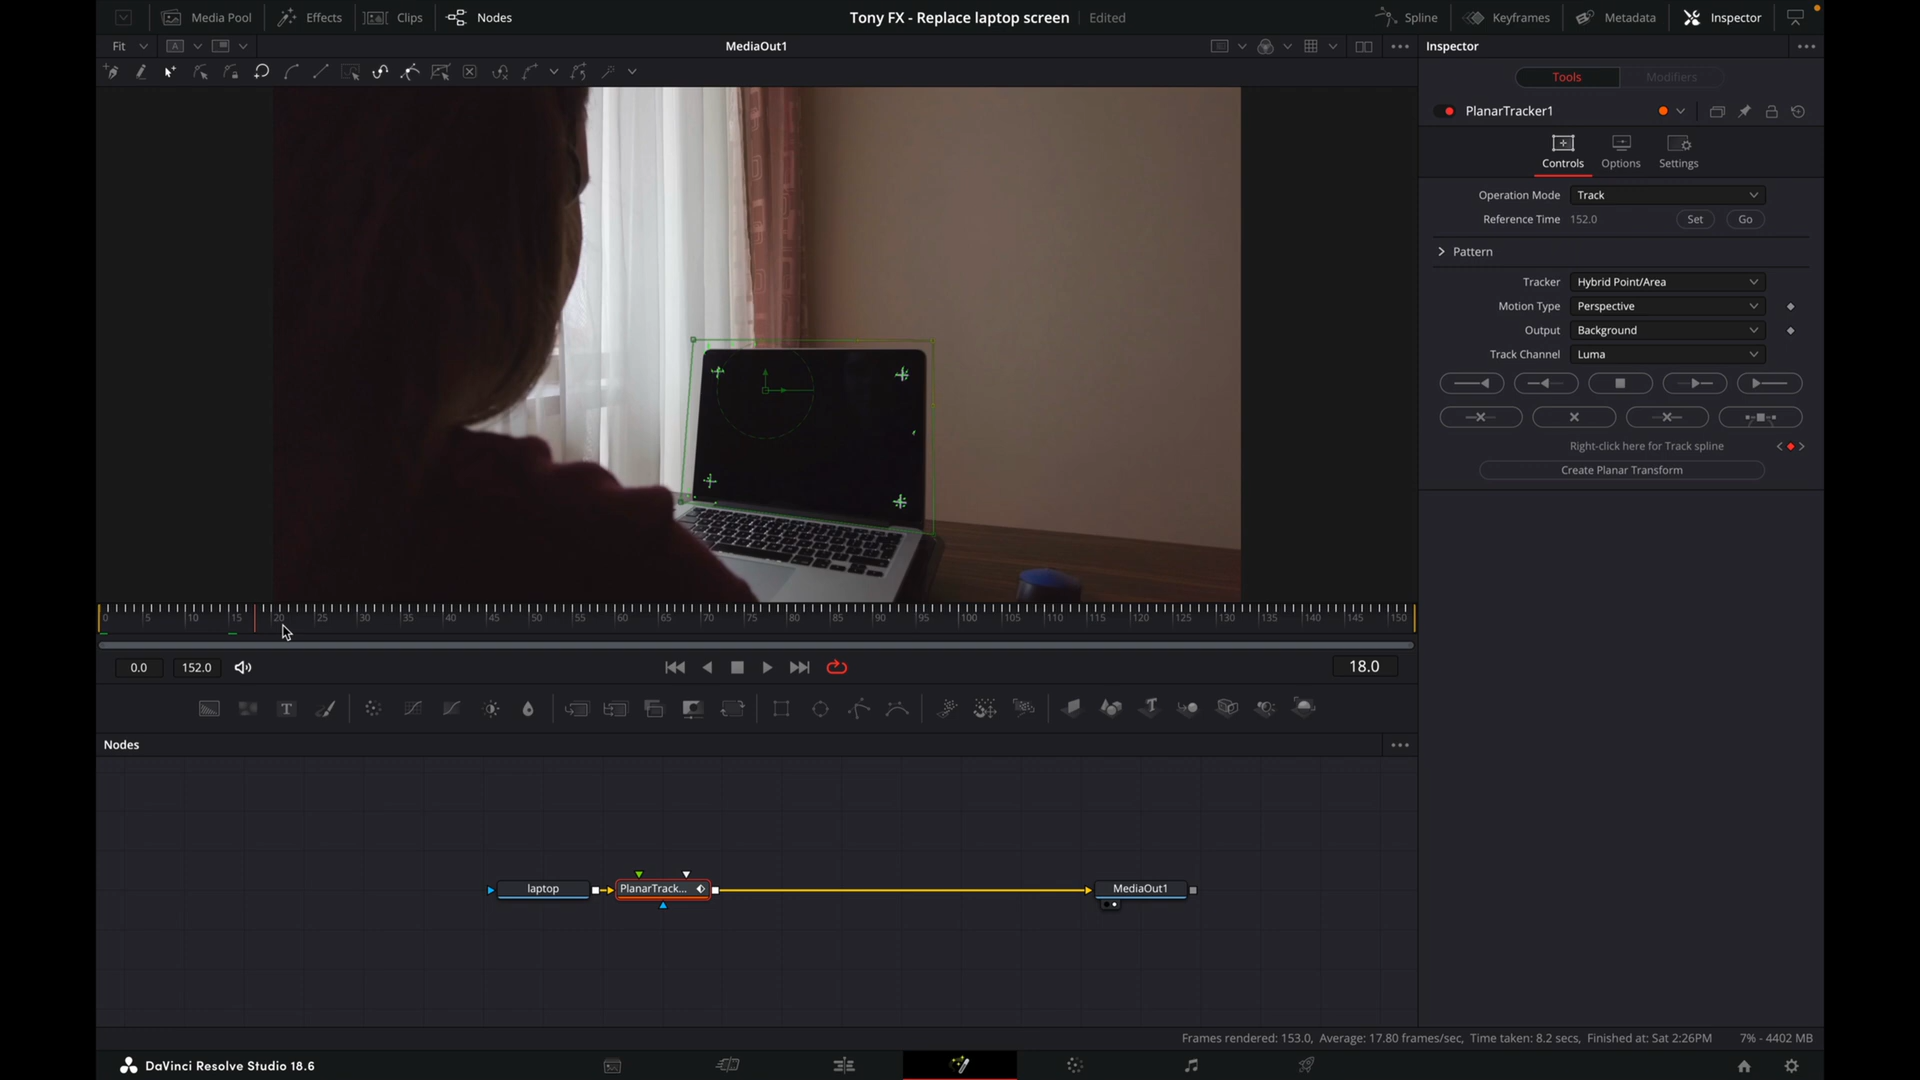 Media Pool Effects Clips Nodes Tony FX - Replace laptop screen Edited Spline Keyframes Metadata Inspector
Fit A MediaOut1 Inspector
Tools Modifiers
PlanarTracker1
Controls Options Settings
Operation Mode Track
Reference Time 152.0 Set Go
Pattern
Tracker Hybrid Point/Area
Motion Type Perspective
Output Background
Track Channel Luma
Right-click here for Track spline
Create Planar Transform
0 5 10 15 20 25 30 35 40 45 50 55 60 65 70 75 80 85 90 95 100 105 110 115 120 125 130 135 140 145 150
0.0 152.0 18.0
T T
Nodes
laptop PlanarTrack... MediaOut1
Frames rendered: 153.0, Average: 17.80 frames/sec, Time taken: 8.2 secs, Finished at: Sat 2:26PM 7% - 4402 MB
DaVinci Resolve Studio 18.6